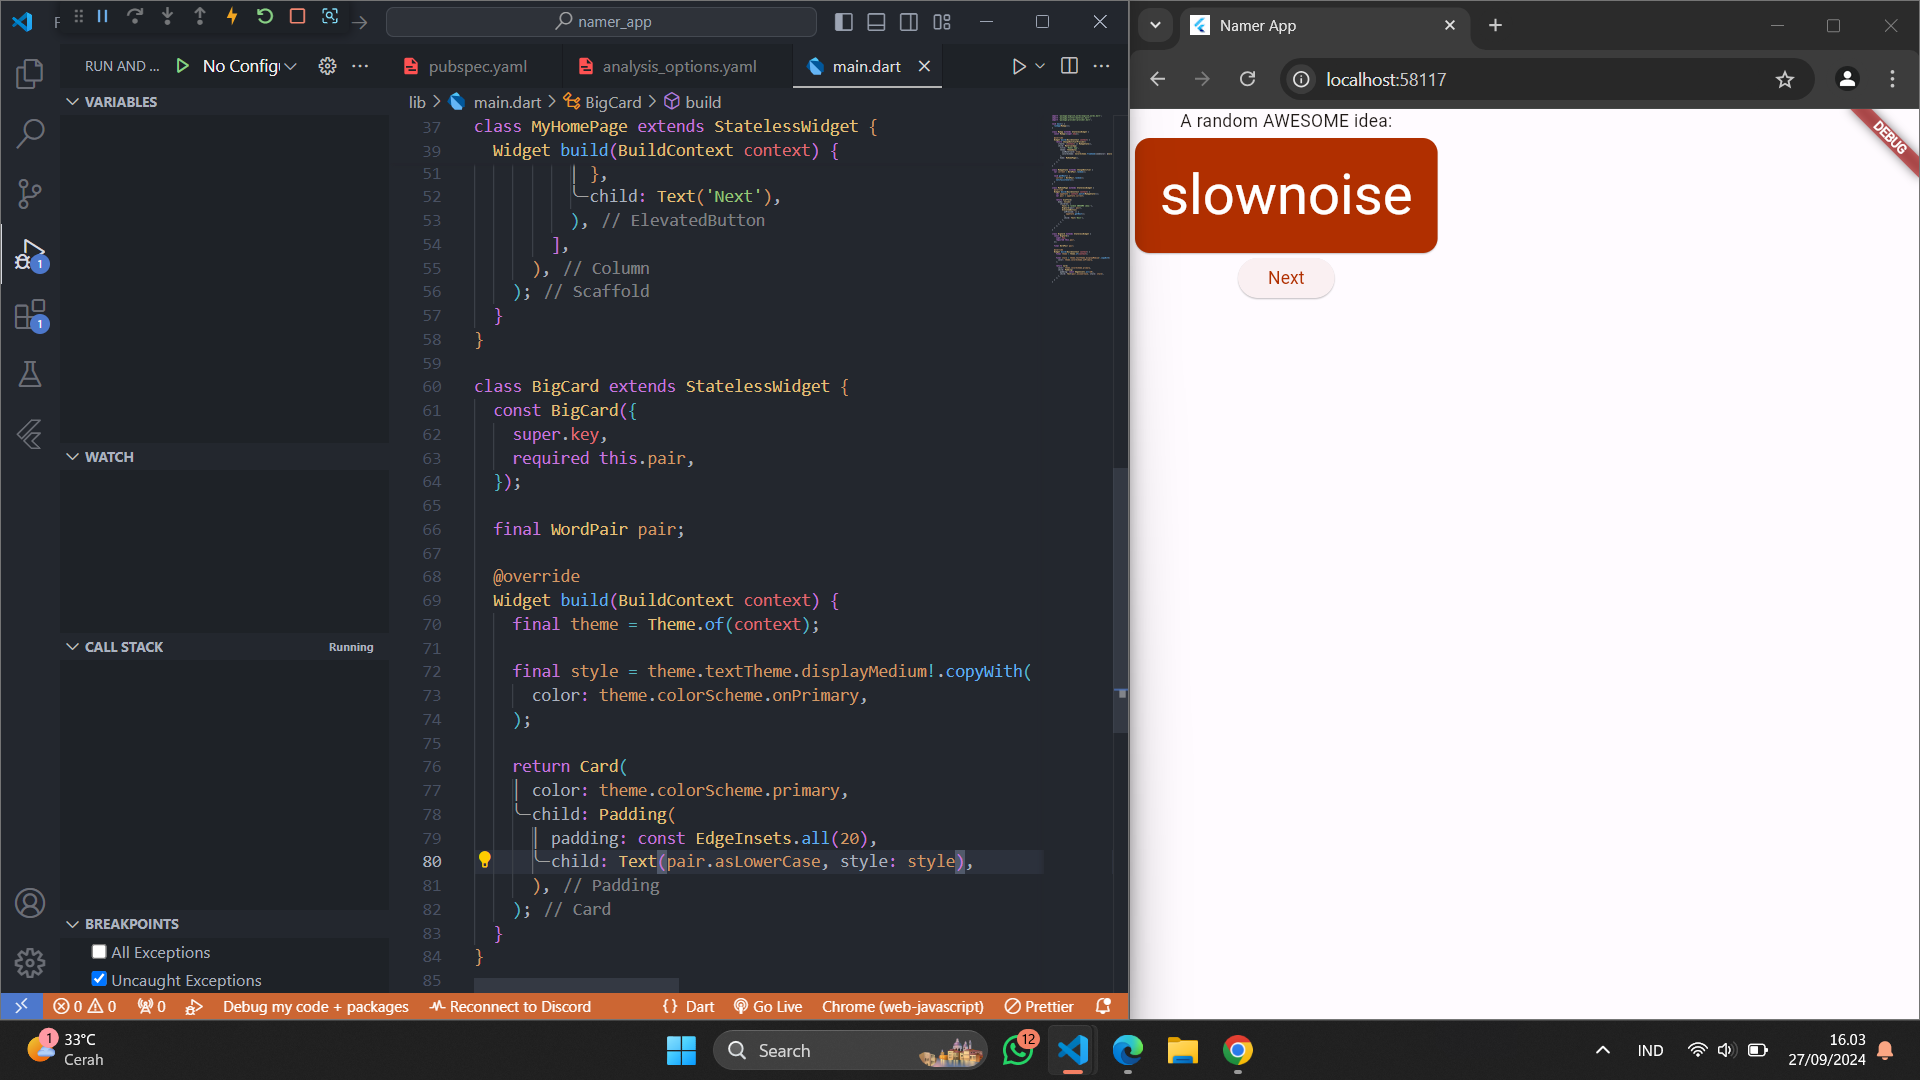 namer_app
RUN AND ...
No Config
VARIABLES
WATCH
CALL STACK
Running
BREAKPOINTS
All Exceptions
Uncaught Exceptions
1
1
pubspec.yaml
analysis_options.yaml
main.dart
lib > main.dart > BigCard > build
37 class MyHomePage extends StatelessWidget {
39 Widget build(BuildContext context) {
51 },
52 child: Text('Next'),
53 ), // ElevatedButton
54 ],
55 ), // Column
56 ); // Scaffold
57 }
58 }
59
60 class BigCard extends StatelessWidget {
61 const BigCard({
62 super.key,
63 required this.pair,
64 });
65
66 final WordPair pair;
67
68 @override
69 Widget build(BuildContext context) {
70 final theme = Theme.of(context);
71
72 final style = theme.textTheme.displayMedium!.copyWith(
73 color: theme.colorScheme.onPrimary,
74 );
75
76 return Card(
77 color: theme.colorScheme.primary,
78 child: Padding(
79 padding: const EdgeInsets.all(20),
80 child: Text(pair.asLowerCase, style: style),
81 ), // Padding
82 ); // Card
83 }
84 }
85
0 0 0 Debug my code + packages Reconnect to Discord {} Dart Go Live Chrome (web-javascript) Prettier
Namer App
localhost:58117
A random AWESOME idea:
DEBUG
slownoise
Next
1
33°C
Cerah
Search
12
IND
16.03
27/09/2024